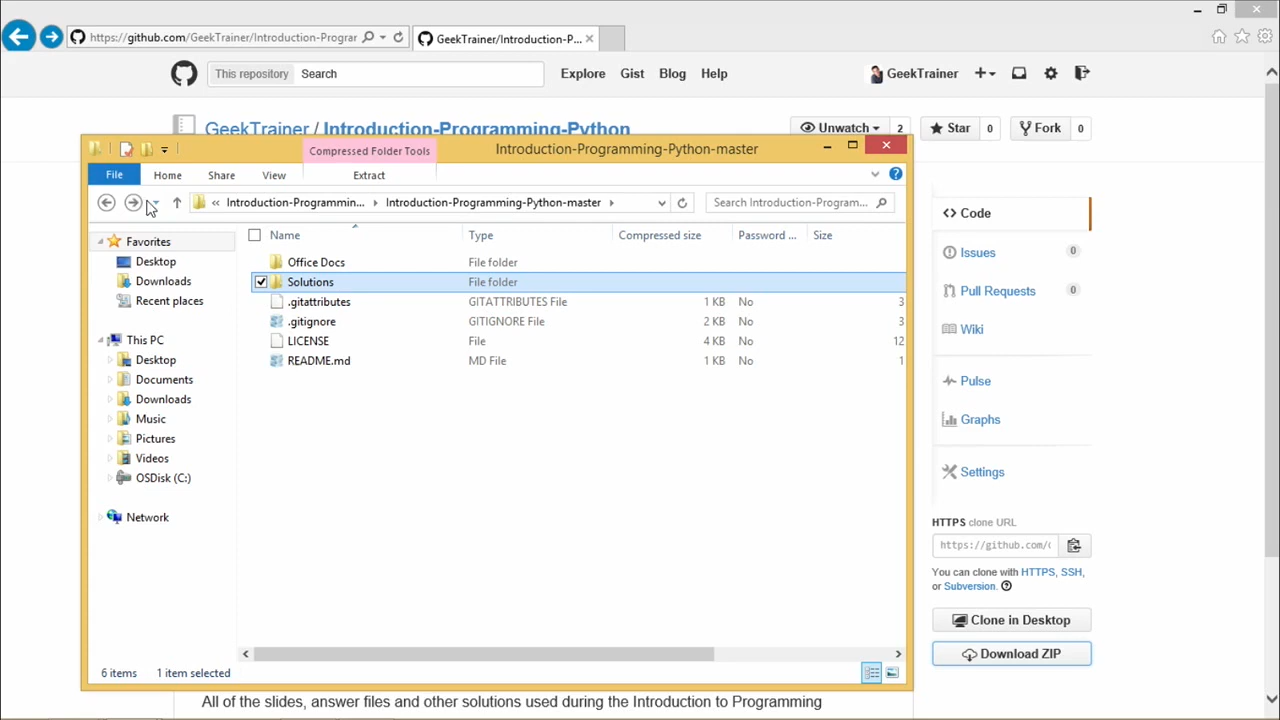 https://github.com/GeekTrainer/Introduction-Prograr
GeekTrainer/Introduction-P...
This repository Search
Explore Gist Blog Help
GeekTrainer
GeekTrainer / Introduction-Programming-Python
Unwatch 2
Star 0
Fork 0
Compressed Folder Tools
Introduction-Programming-Python-master
File Home Share View Extract
« Introduction-Programmin... Introduction-Programming-Python-master
Search Introduction-Program...
Favorites
Desktop
Downloads
Recent places
This PC
Desktop
Documents
Downloads
Music
Pictures
Videos
OSDisk (C:)
Network
Name Type Compressed size Password ... Size
Office Docs File folder
Solutions File folder
.gitattributes GITATTRIBUTES File 1 KB No 3
.gitignore GITIGNORE File 2 KB No 3
LICENSE File 4 KB No 12
README.md MD File 1 KB No 1
6 items 1 item selected
Code
Issues 0
Pull Requests 0
Wiki
Pulse
Graphs
Settings
HTTPS clone URL
https://github.com/(
You can clone with HTTPS, SSH,
or Subversion.
Clone in Desktop
Download ZIP
All of the slides, answer files and other solutions used during the Introduction to Programming